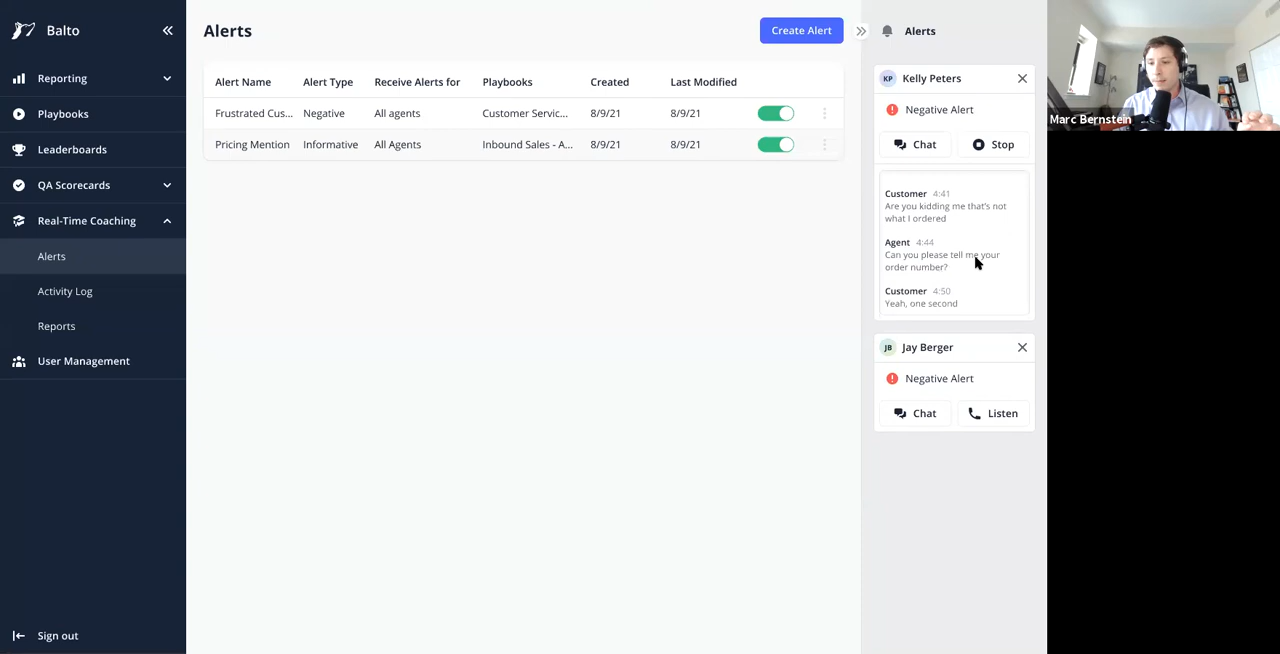 Balto
Reporting
Playbooks
Leaderboards
QA Scorecards
Real-Time Coaching
Alerts
Activity Log
Reports
User Management
Sign out
Alerts
Create Alert
Alert Name Alert Type Receive Alerts for Playbooks Created Last Modified
Frustrated Cus... Negative All agents Customer Servic... 8/9/21 8/9/21
Pricing Mention Informative All Agents Inbound Sales - A... 8/9/21 8/9/21
Alerts
KP Kelly Peters
Negative Alert
Chat Stop
Customer 4:41
Are you kidding me that's not
what I ordered
Agent 4:44
Can you please tell me your
order number?
Customer 4:50
Yeah, one second
JB Jay Berger
Negative Alert
Chat Listen
Marc Bernstein